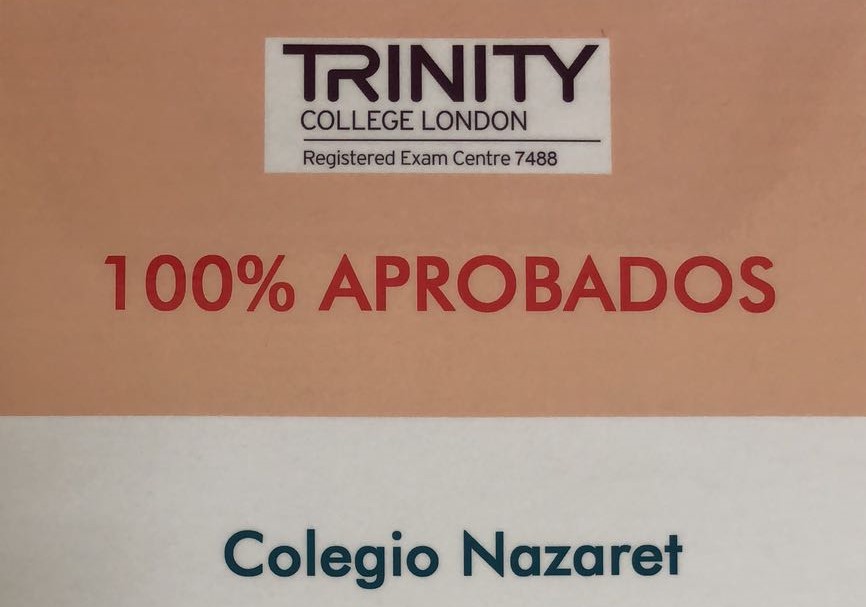 TRINITY
COLLEGE LONDON
Registered Exam Centre 7488
100% APROBADOS
Colegio Nazaret